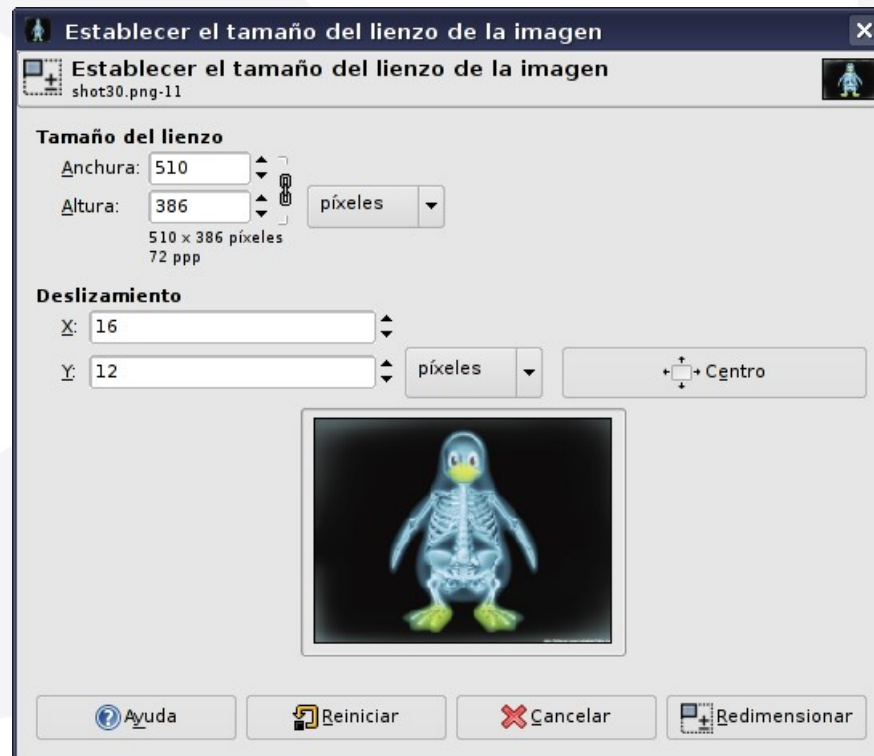 Establecer el tamaño del lienzo de la imagen
Establecer el tamaño del lienzo de la imagen
shot30.png-11
Tamaño del lienzo
Anchura: 510
Altura: 386 píxeles
510 x 386 píxeles
72 ppp
Deslizamiento
X: 16
Y: 12 píxeles Centro
Ayuda Reiniciar Cancelar Redimensionar